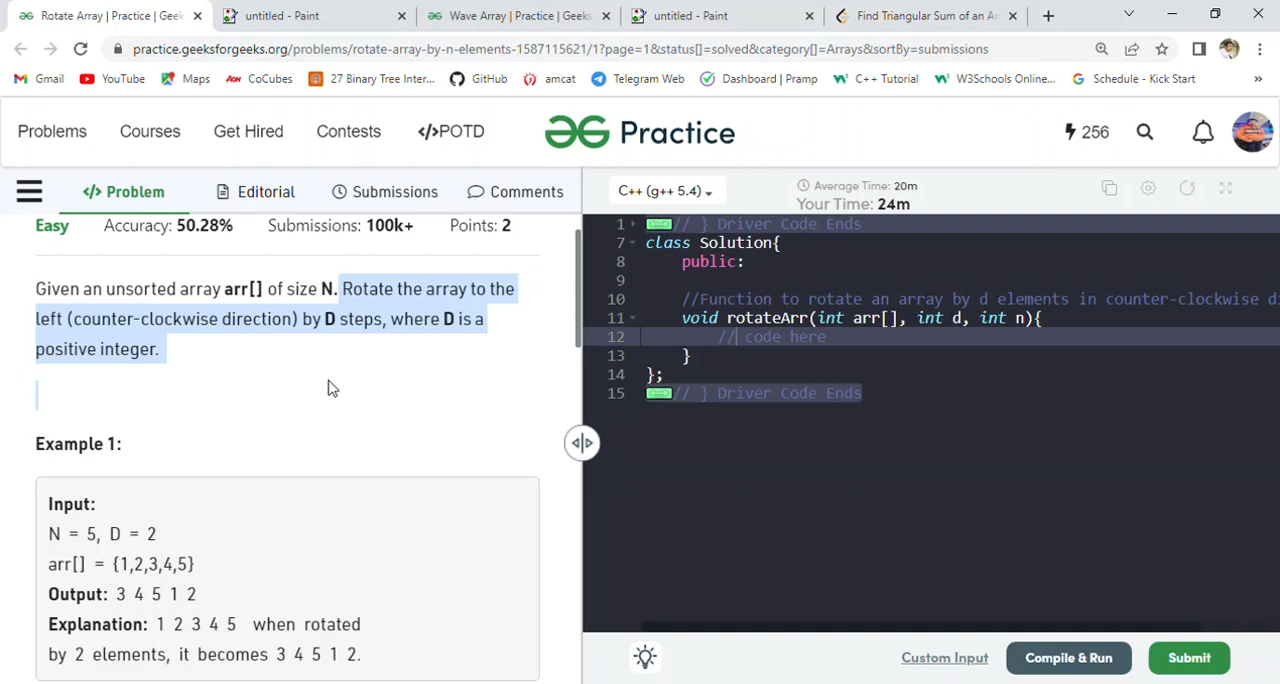 Rotate Array | Practice | Geek
untitled - Paint
Wave Array | Practice | Geeks
untitled - Paint
Find Triangular Sum of an Ar
practice.geeksforgeeks.org/problems/rotate-array-by-n-elements-1587115621/1?page=1&status[]=solved&category[]=Arrays&sortBy=submissions
Gmail
YouTube
Maps
CoCubes
27 Binary Tree Inter...
GitHub
amcat
Telegram Web
Dashboard | Pramp
C++ Tutorial
W3Schools Online...
Schedule - Kick Start
»
Problems
Courses
Get Hired
Contests
</>POTD
Practice
256
</> Problem
Editorial
Submissions
Comments
C++ (g++ 5.4)
Average Time: 20m
Your Time: 24m
Easy
Accuracy: 50.28%
Submissions: 100k+
Points: 2
Given an unsorted array arr[] of size N. Rotate the array to the
left (counter-clockwise direction) by D steps, where D is a
positive integer.
Example 1:
Input:
N = 5, D = 2
arr[] = {1,2,3,4,5}
Output: 3 4 5 1 2
Explanation: 1 2 3 4 5 when rotated
by 2 elements, it becomes 3 4 5 1 2.
1 // } Driver Code Ends
7 class Solution{
8 public:
9
10 //Function to rotate an array by d elements in counter-clockwise di
11 void rotateArr(int arr[], int d, int n){
12 // code here
13 }
14 };
15 // } Driver Code Ends
Custom Input
Compile & Run
Submit